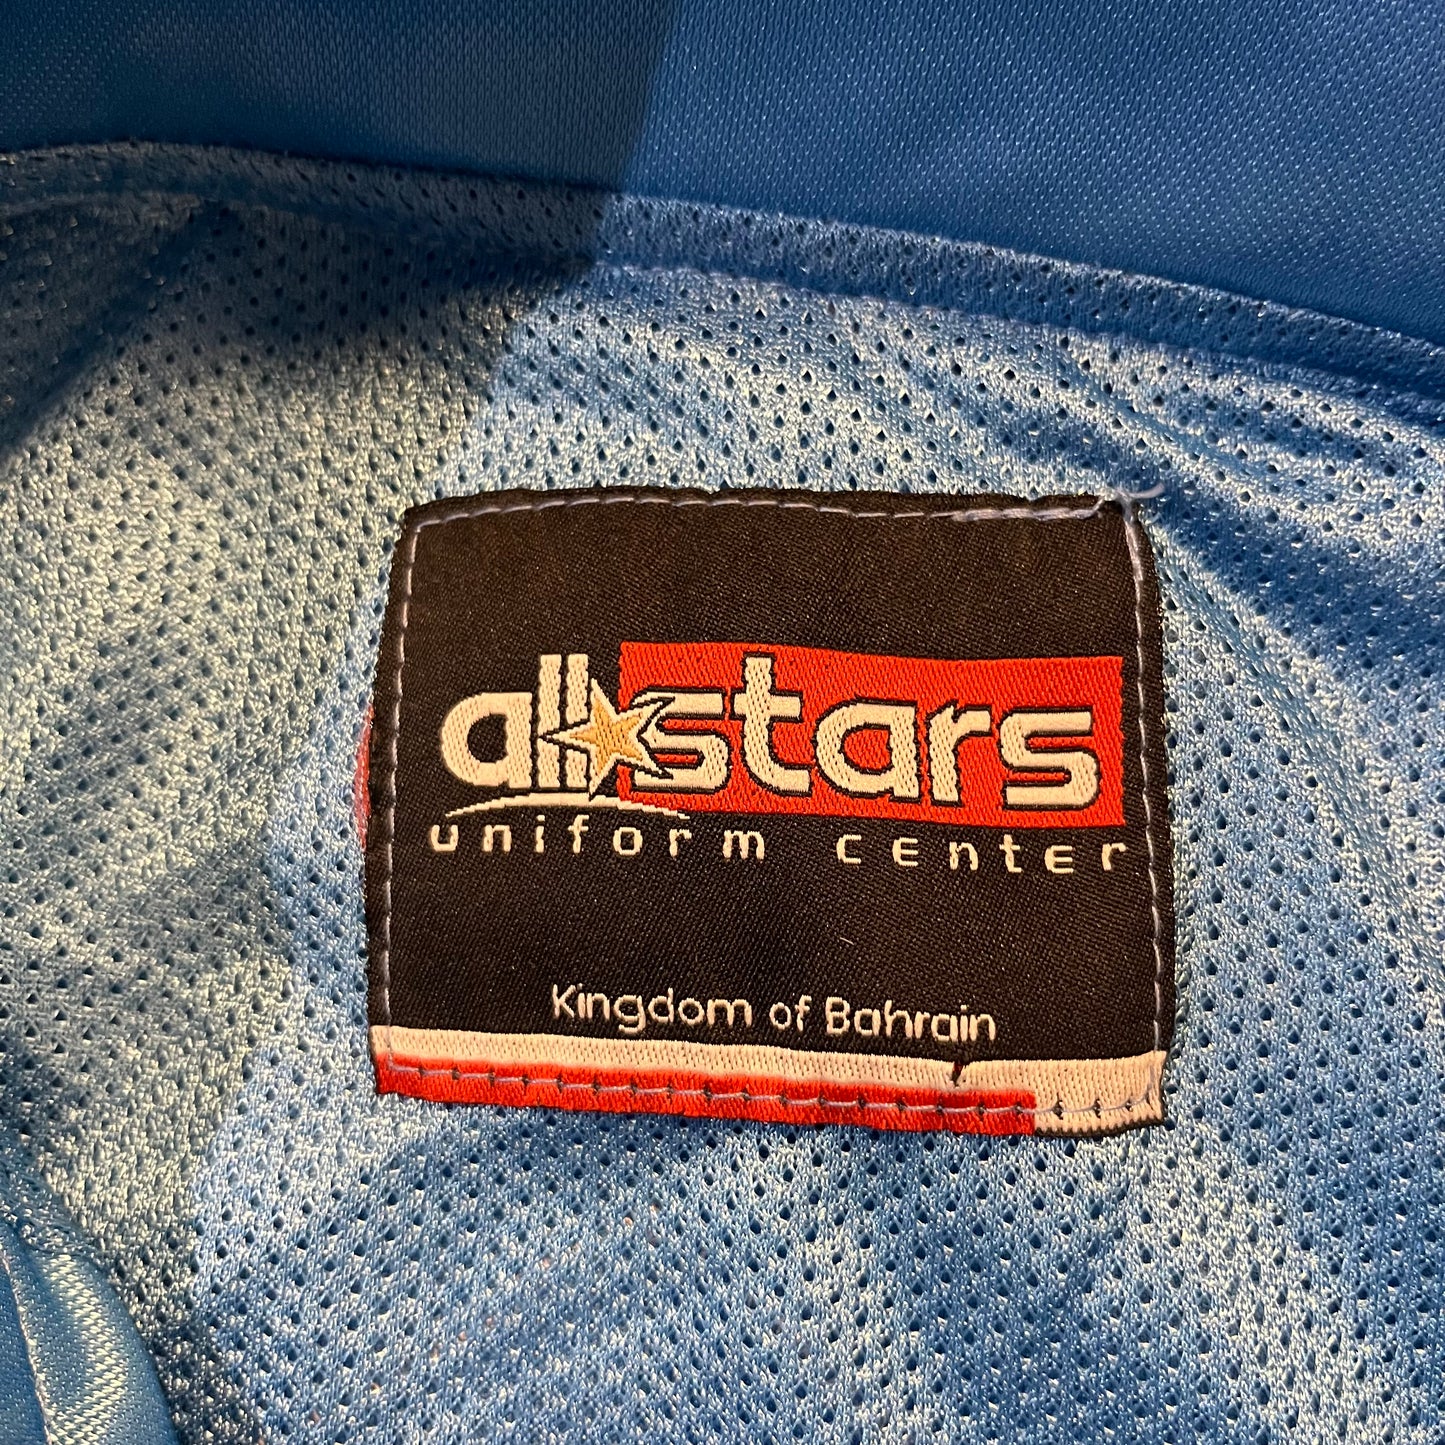 allstars
uniform center
Kingdom of Bahrain